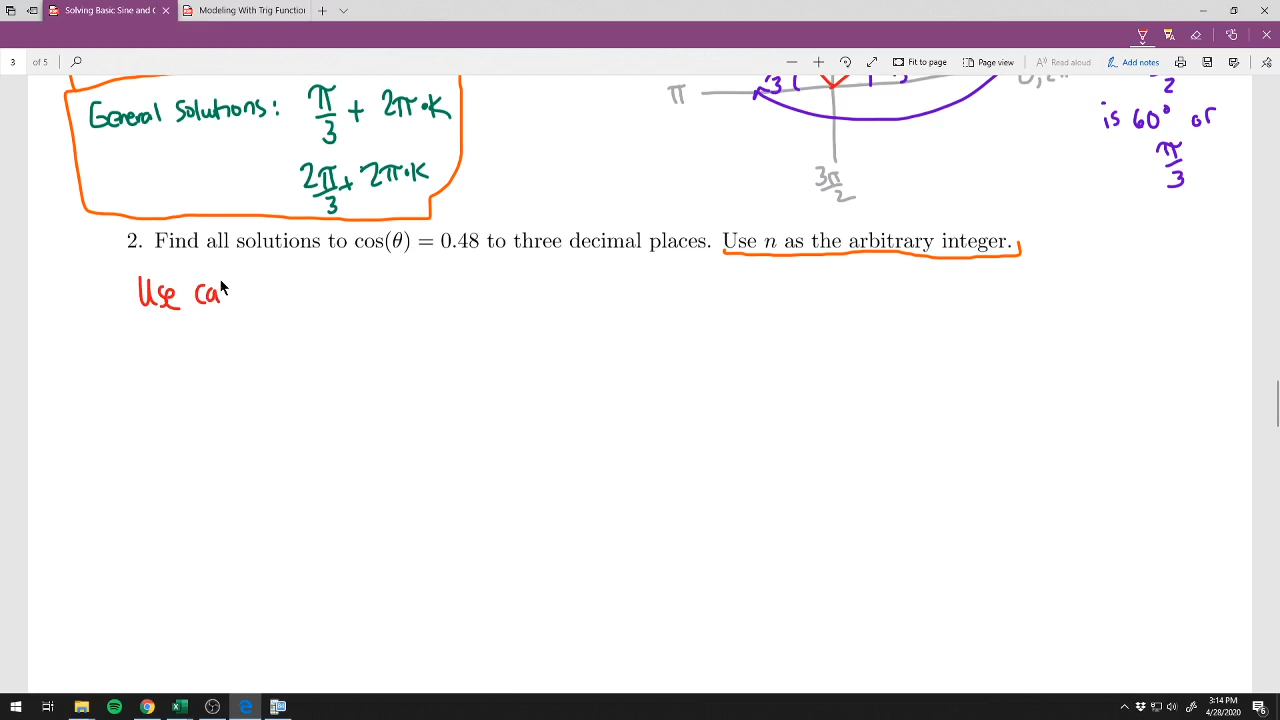 Solving Basic Sine and C
Modeling With Trig Function
3 of 5
Fit to page
Page view
Read aloud
Add notes
General Solutions: π/3 + 2π·K
2π/3 + 2π·K
π
3π/2
2
is 60° or
π/3
2. Find all solutions to cos(θ) = 0.48 to three decimal places. Use n as the arbitrary integer.
Use ca
3:14 PM
4/28/2020